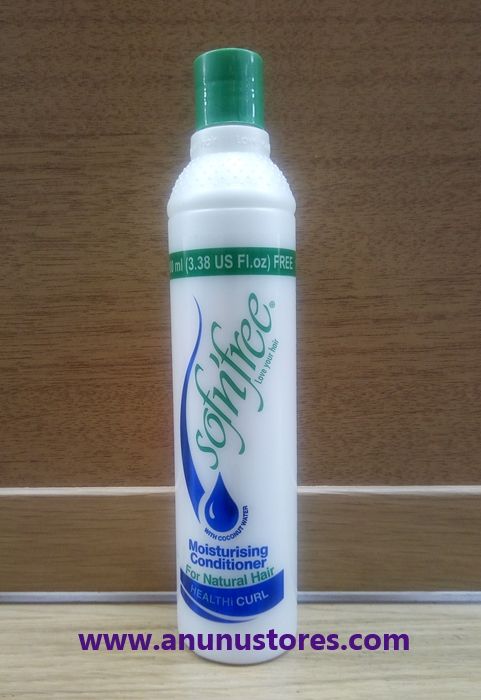 ml (3.38 US Fl.oz) FREE
sofn'free®
Love your hair
WITH COCONUT WATER
Moisturising
Conditioner
For Natural Hair
HEALTHi CURL
www.anunustores.com